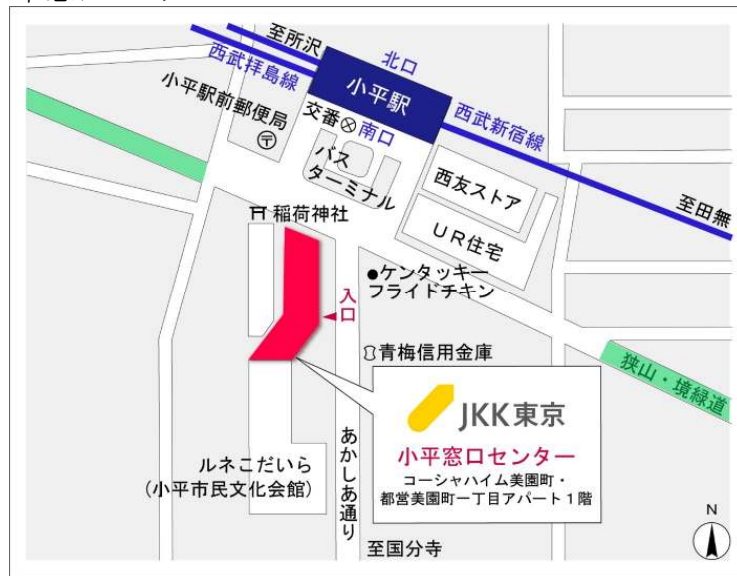 至所沢
北口
西武拝島線
小平駅
小平駅前郵便局
交番
南口
西武新宿線
バス
ターミナル
西友ストア
至田無
UR住宅
稲荷神社
●ケンタッキー
フライドチキン
入口
青梅信用金庫
狭山・境緑道
JKK東京
小平窓口センター
コーシャハイム美園町・
都営美園町一丁目アパート1階
ルネこだいら
(小平市民文化会館)
あかしあ通り
至国分寺
N